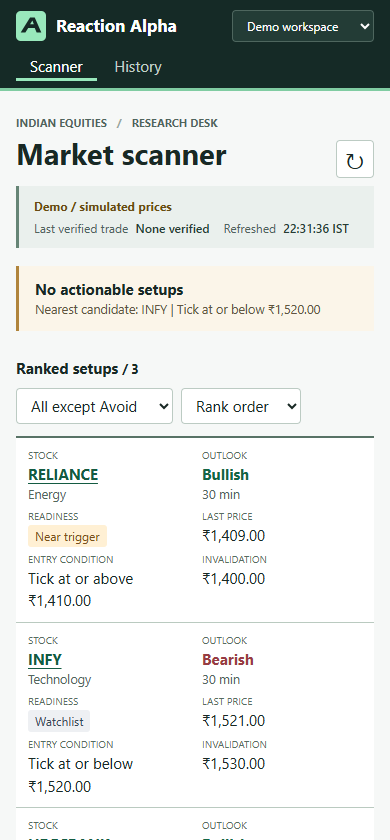 A Reaction Alpha
Demo workspace
Scanner History
INDIAN EQUITIES / RESEARCH DESK
Market scanner
Demo / simulated prices
Last verified trade None verified Refreshed 22:31:36 IST
No actionable setups
Nearest candidate: INFY | Tick at or below ₹1,520.00
Ranked setups / 3
All except Avoid Rank order
STOCK OUTLOOK
RELIANCE Bullish
Energy 30 min
READINESS LAST PRICE
Near trigger ₹1,409.00
ENTRY CONDITION INVALIDATION
Tick at or above ₹1,400.00
₹1,410.00
STOCK OUTLOOK
INFY Bearish
Technology 30 min
READINESS LAST PRICE
Watchlist ₹1,521.00
ENTRY CONDITION INVALIDATION
Tick at or below ₹1,530.00
₹1,520.00
STOCK OUTLOOK